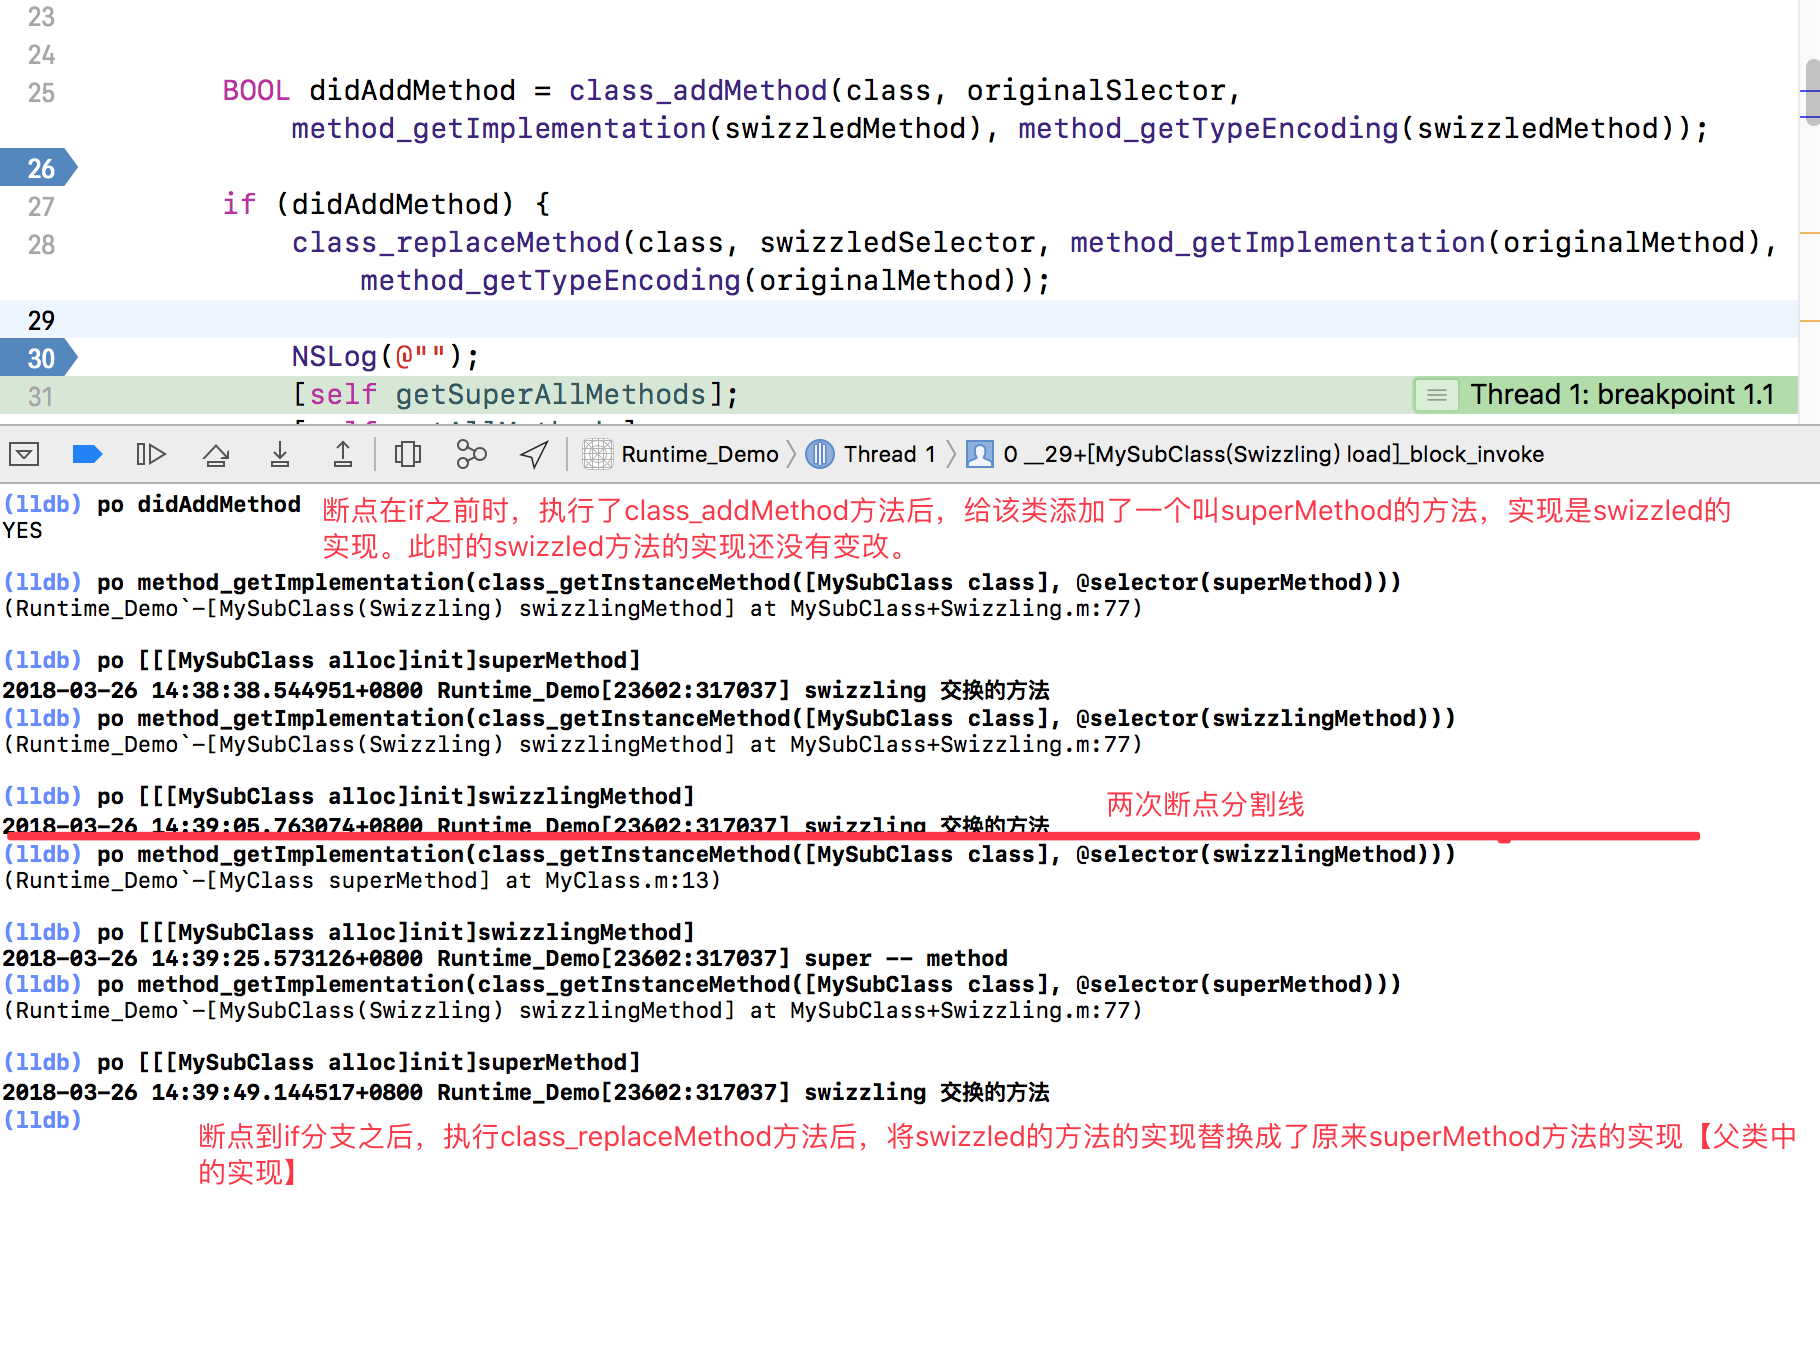 23
24
25 BOOL didAddMethod = class_addMethod(class, originalSlector,
method_getImplementation(swizzledMethod), method_getTypeEncoding(swizzledMethod));
26
27 if (didAddMethod) {
28 class_replaceMethod(class, swizzledSelector, method_getImplementation(originalMethod),
method_getTypeEncoding(originalMethod));
29
30 NSLog(@"");
31 [self getSuperAllMethods]; Thread 1: breakpoint 1.1
Runtime_Demo Thread 1 0 __29+[MySubClass(Swizzling) load]_block_invoke
(lldb) po didAddMethod 断点在if之前时，执行了class_addMethod方法后，给该类添加了一个叫superMethod的方法，实现是swizzled的
YES 实现。此时的swizzled方法的实现还没有变改。
(lldb) po method_getImplementation(class_getInstanceMethod([MySubClass class], @selector(superMethod)))
(Runtime_Demo`-[MySubClass(Swizzling) swizzlingMethod] at MySubClass+Swizzling.m:77)
(lldb) po [[[MySubClass alloc]init]superMethod]
2018-03-26 14:38:38.544951+0800 Runtime_Demo[23602:317037] swizzling 交换的方法
(lldb) po method_getImplementation(class_getInstanceMethod([MySubClass class], @selector(swizzlingMethod)))
(Runtime_Demo`-[MySubClass(Swizzling) swizzlingMethod] at MySubClass+Swizzling.m:77)
(lldb) po [[[MySubClass alloc]init]swizzlingMethod] 两次断点分割线
2018-03-26 14:39:05.763074+0800 Runtime_Demo[23602:317037] swizzling 交换的方法
(lldb) po method_getImplementation(class_getInstanceMethod([MySubClass class], @selector(swizzlingMethod)))
(Runtime_Demo`-[MyClass superMethod] at MyClass.m:13)
(lldb) po [[[MySubClass alloc]init]swizzlingMethod]
2018-03-26 14:39:25.573126+0800 Runtime_Demo[23602:317037] super -- method
(lldb) po method_getImplementation(class_getInstanceMethod([MySubClass class], @selector(superMethod)))
(Runtime_Demo`-[MySubClass(Swizzling) swizzlingMethod] at MySubClass+Swizzling.m:77)
(lldb) po [[[MySubClass alloc]init]superMethod]
2018-03-26 14:39:49.144517+0800 Runtime_Demo[23602:317037] swizzling 交换的方法
(lldb)
断点到if分支之后，执行class_replaceMethod方法后，将swizzled的方法的实现替换成了原来superMethod方法的实现【父类中
的实现】